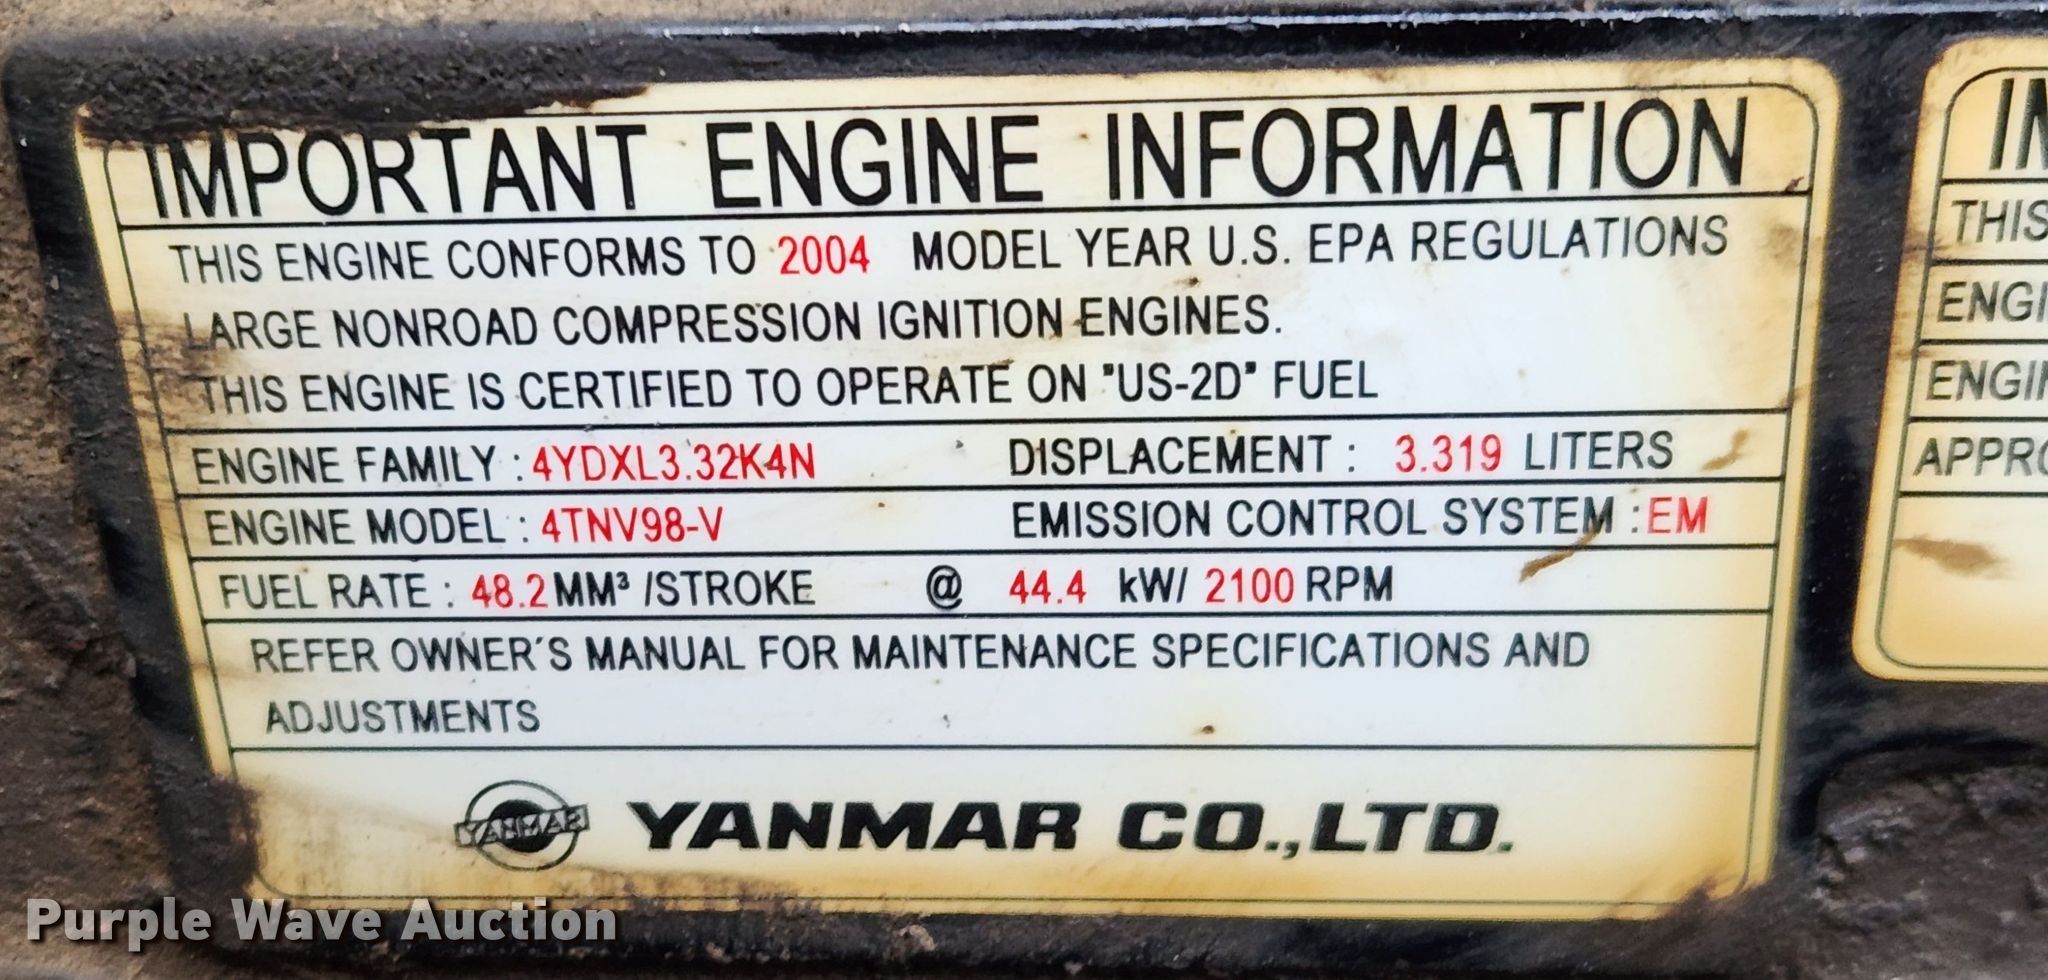 IMPORTANT ENGINE INFORMATION
THIS ENGINE CONFORMS TO 2004 MODEL YEAR U.S. EPA REGULATIONS
LARGE NONROAD COMPRESSION IGNITION ENGINES.
THIS ENGINE IS CERTIFIED TO OPERATE ON "US-2D" FUEL
ENGINE FAMILY : 4YDXL3.32K4N DISPLACEMENT : 3.319 LITERS
ENGINE MODEL : 4TNV98-V EMISSION CONTROL SYSTEM : EM
FUEL RATE : 48.2 MM³ /STROKE @ 44.4 kW/ 2100 RPM
REFER OWNER'S MANUAL FOR MAINTENANCE SPECIFICATIONS AND
ADJUSTMENTS
YANMAR YANMAR CO.,LTD.
THIS
Purple Wave Auction